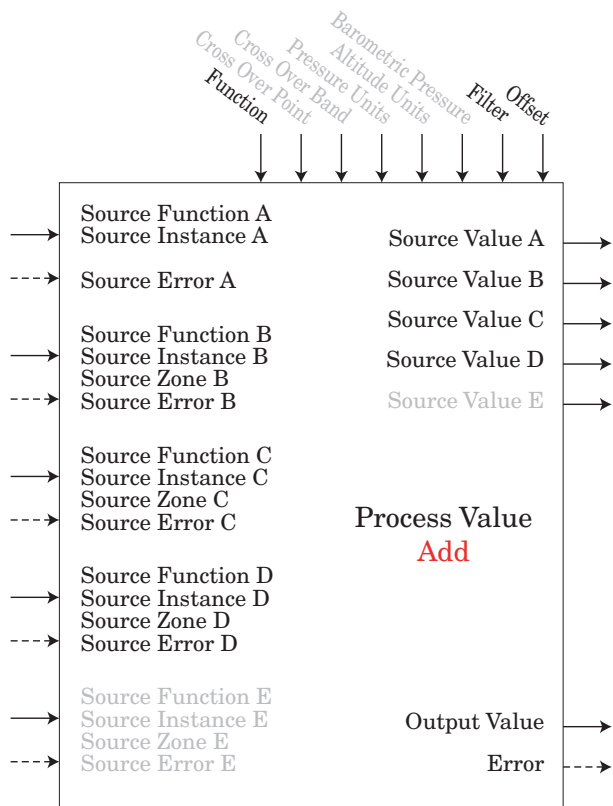 Function
Cross Over Point
Cross Over Band
Pressure Units
Altitude Units
Barometric Pressure
Filter
Offset
Source Function A
Source Instance A
Source Error A
Source Function B
Source Instance B
Source Zone B
Source Error B
Source Function C
Source Instance C
Source Zone C
Source Error C
Source Function D
Source Instance D
Source Zone D
Source Error D
Source Function E
Source Instance E
Source Zone E
Source Error E
Source Value A
Source Value B
Source Value C
Source Value D
Source Value E
Process Value
Add
Output Value
Error